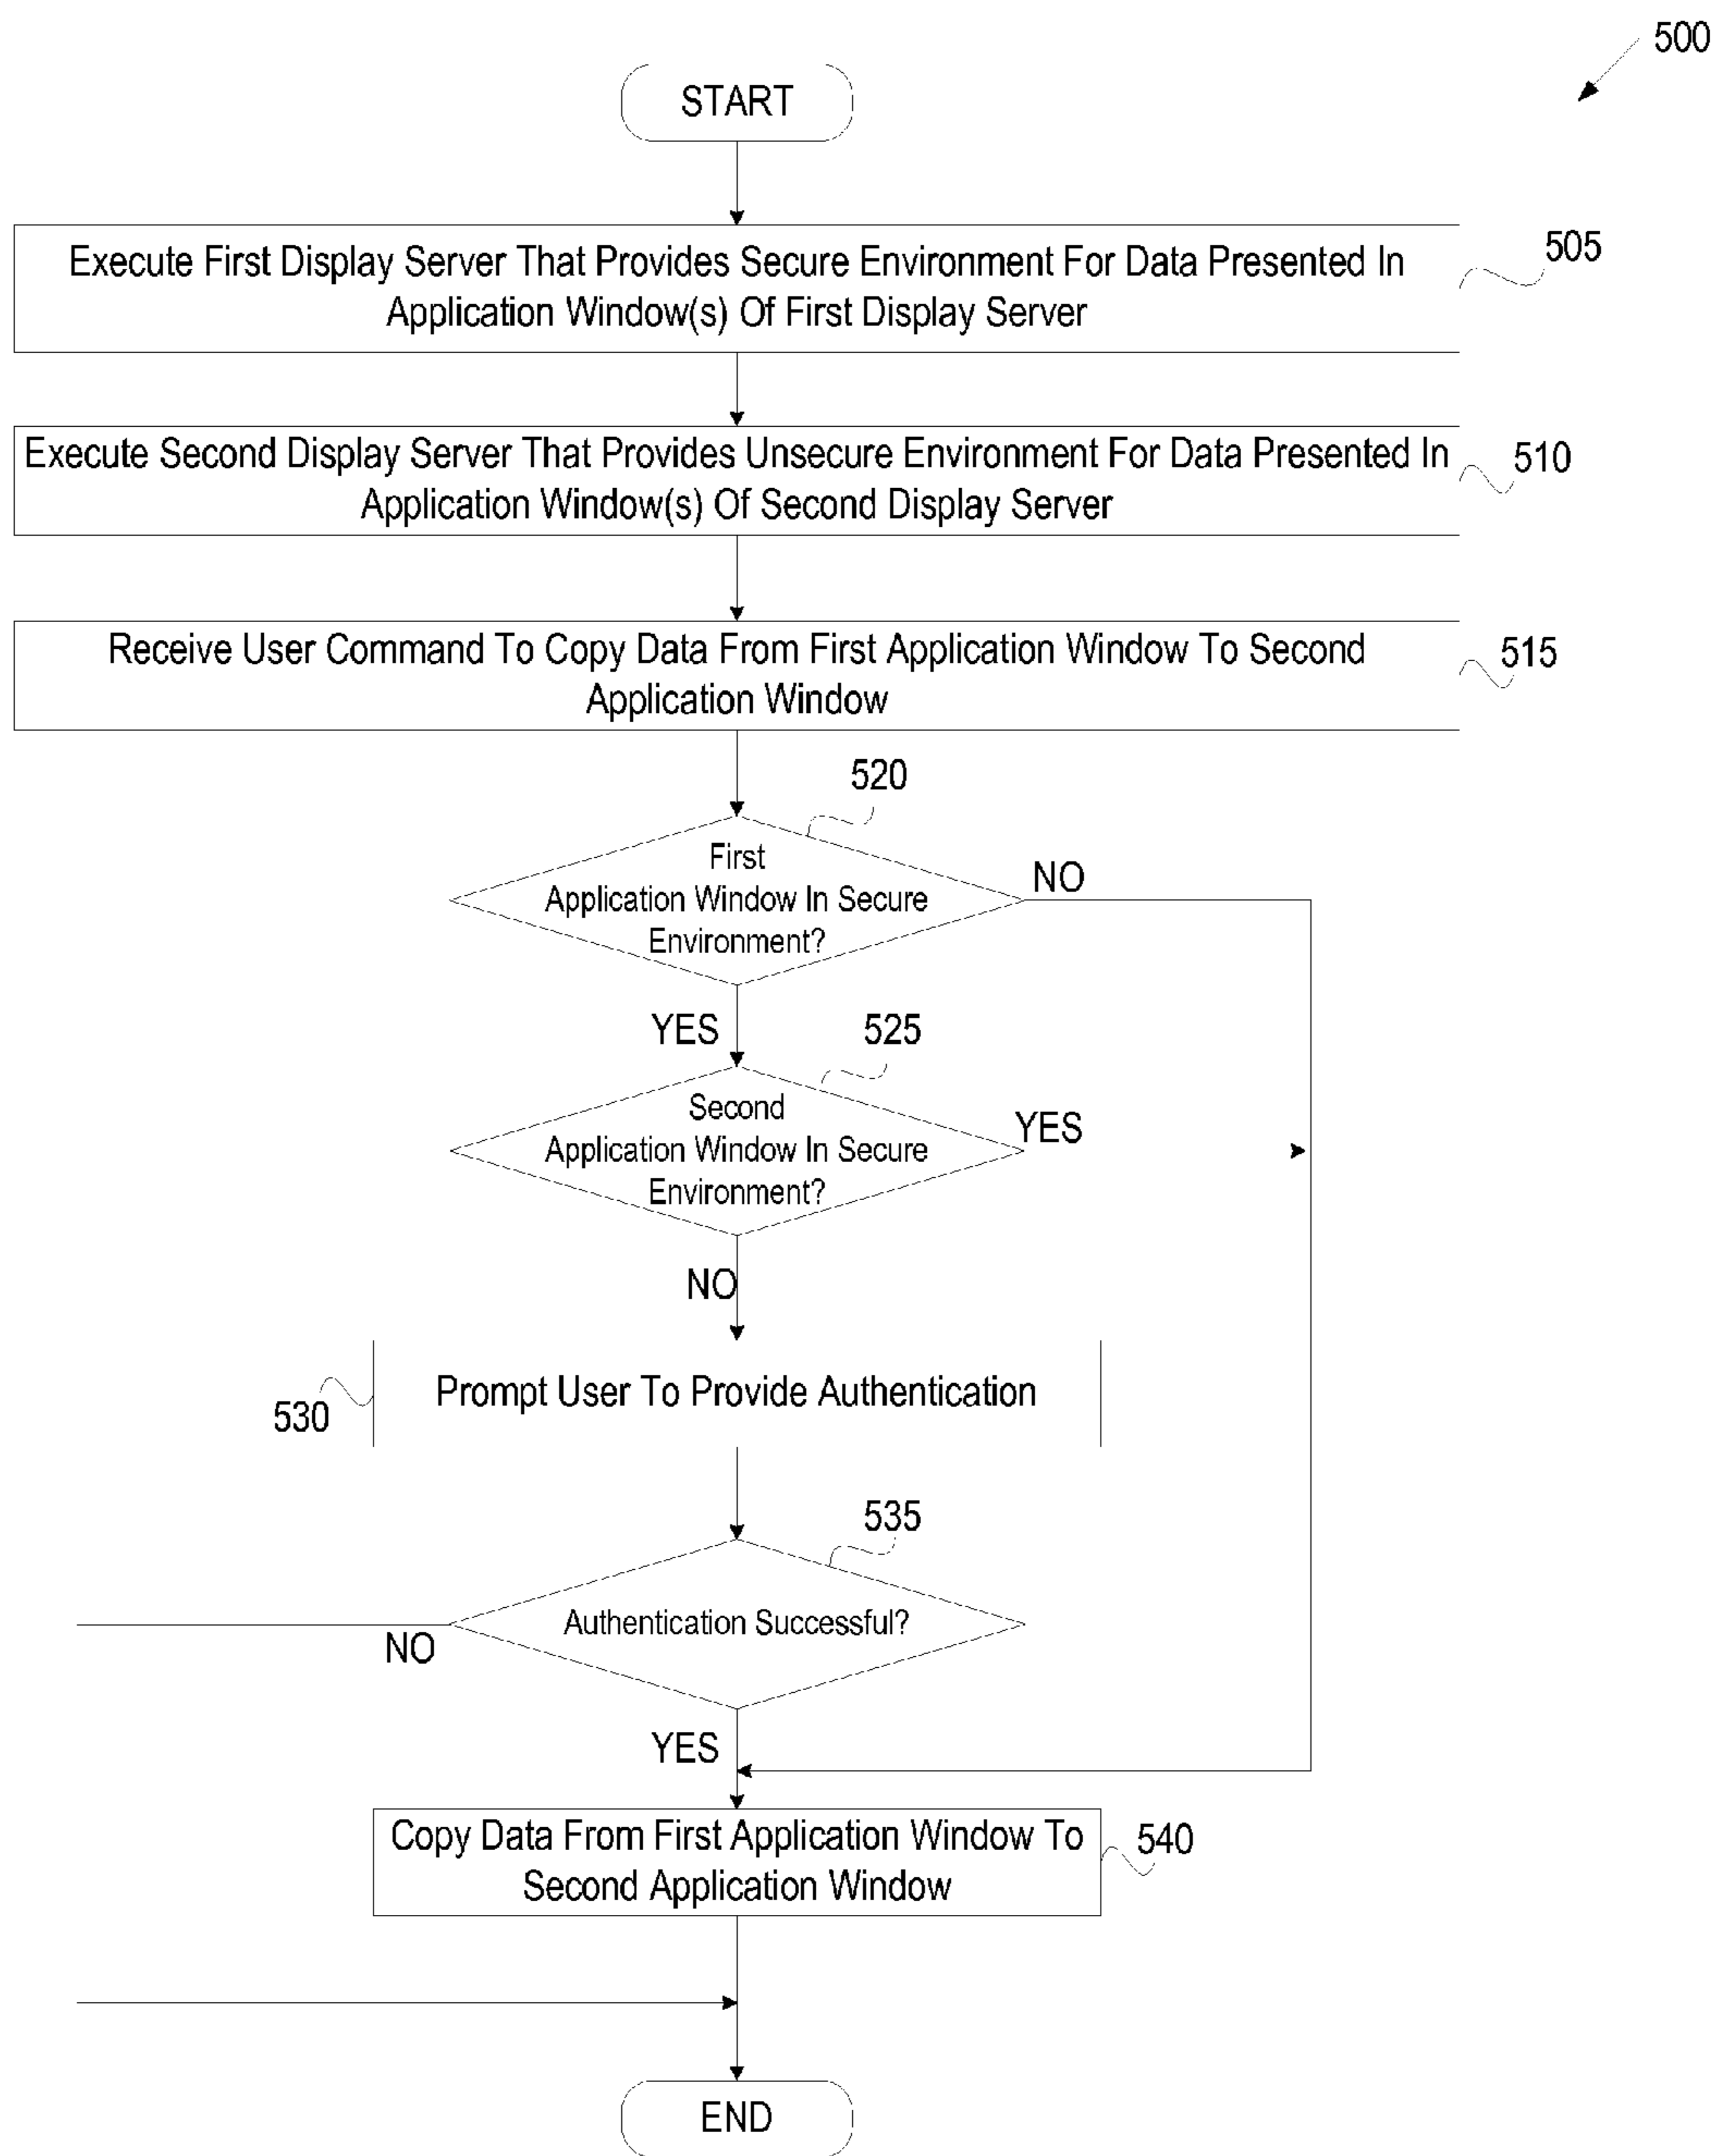 500
START
Execute First Display Server That Provides Secure Environment For Data Presented In
Application Window(s) Of First Display Server
505
Execute Second Display Server That Provides Unsecure Environment For Data Presented In
Application Window(s) Of Second Display Server
510
Receive User Command To Copy Data From First Application Window To Second
Application Window
515
520
First
Application Window In Secure
Environment?
NO
YES
525
Second
Application Window In Secure
Environment?
YES
NO
Prompt User To Provide Authentication
530
535
Authentication Successful?
NO
YES
Copy Data From First Application Window To
Second Application Window
540
END